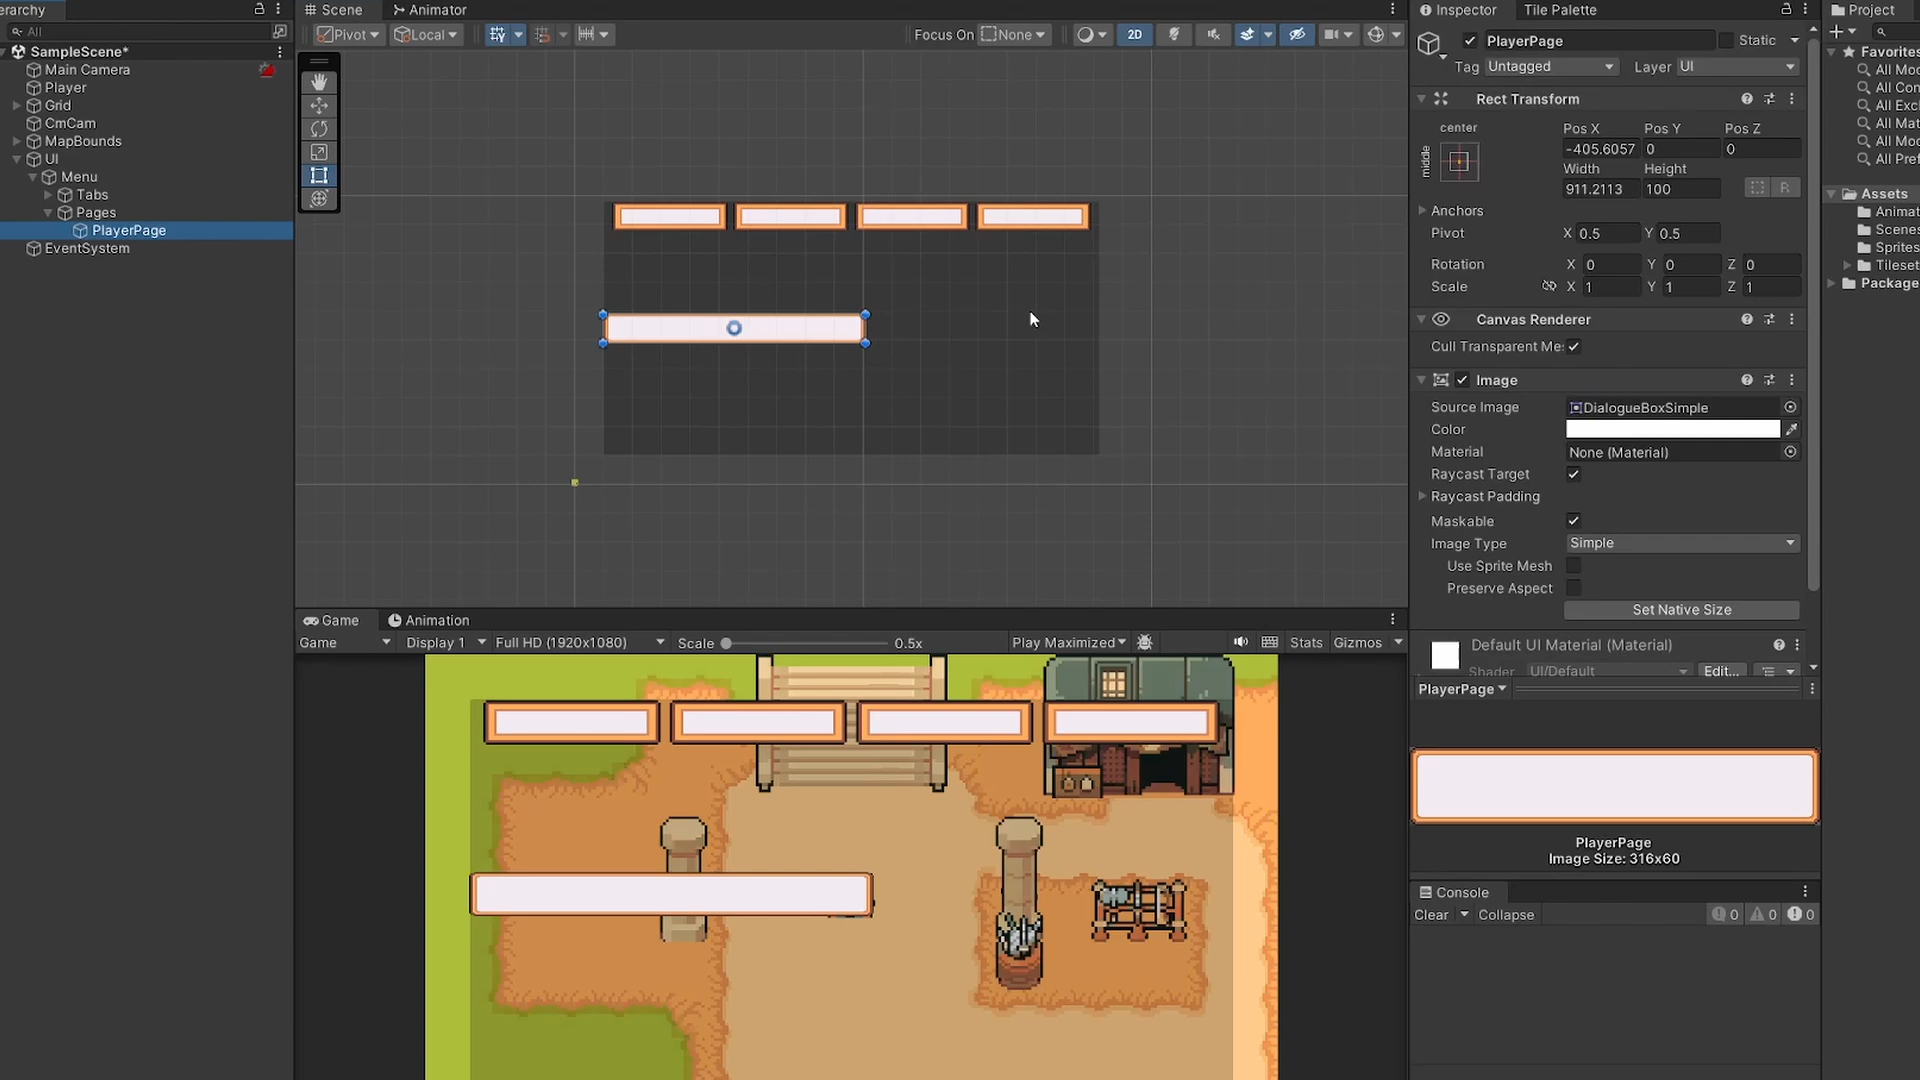 erarchy
All
SampleScene*
Main Camera
Player
Grid
CmCam
MapBounds
UI
Menu
Tabs
Pages
PlayerPage
EventSystem
Scene
Animator
Pivot
Local
Focus On
None
2D
Game
Animation
Game
Display 1
Full HD (1920x1080)
Scale
0.5x
Play Maximized
Stats
Gizmos
Inspector
Tile Palette
PlayerPage
Static
Tag
Untagged
Layer
UI
Rect Transform
center
middle
Pos X
Pos Y
Pos Z
-405.6057
0
0
Width
Height
911.2113
100
R
Anchors
Pivot
X 0.5
Y 0.5
Rotation
X 0
Y 0
Z 0
Scale
X 1
Y 1
Z 1
Canvas Renderer
Cull Transparent Me:
Image
Source Image
DialogueBoxSimple
Color
Material
None (Material)
Raycast Target
Raycast Padding
Maskable
Image Type
Simple
Use Sprite Mesh
Preserve Aspect
Set Native Size
Default UI Material (Material)
Shader
UI/Default
Edit...
PlayerPage
PlayerPage
Image Size: 316x60
Console
Clear
Collapse
0
0
0
Project
Favorites
All Mod
All Con
All Exc
All Mat
All Mod
All Pref
Assets
Animat
Scenes
Sprites
Tileset
Package